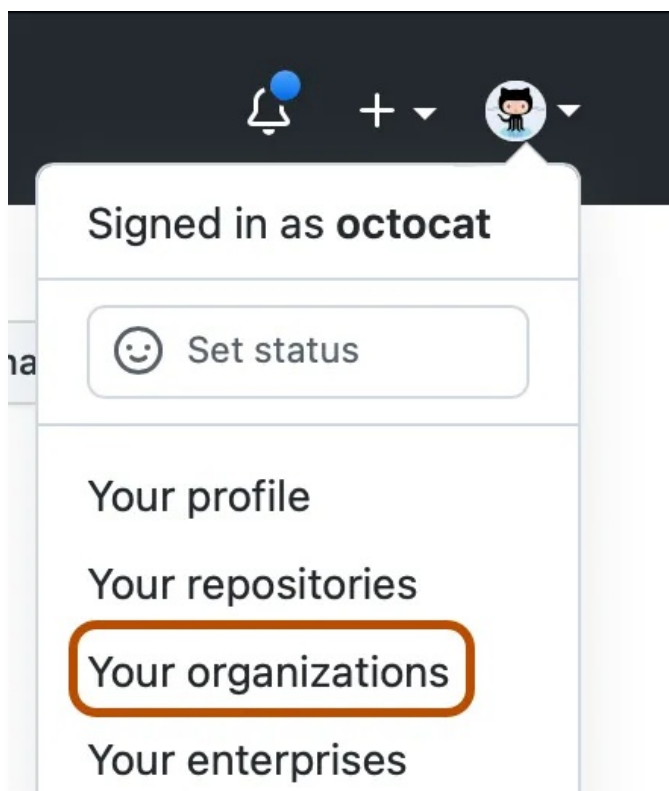 Signed in as octocat
Set status
Your profile
Your repositories
Your organizations
Your enterprises